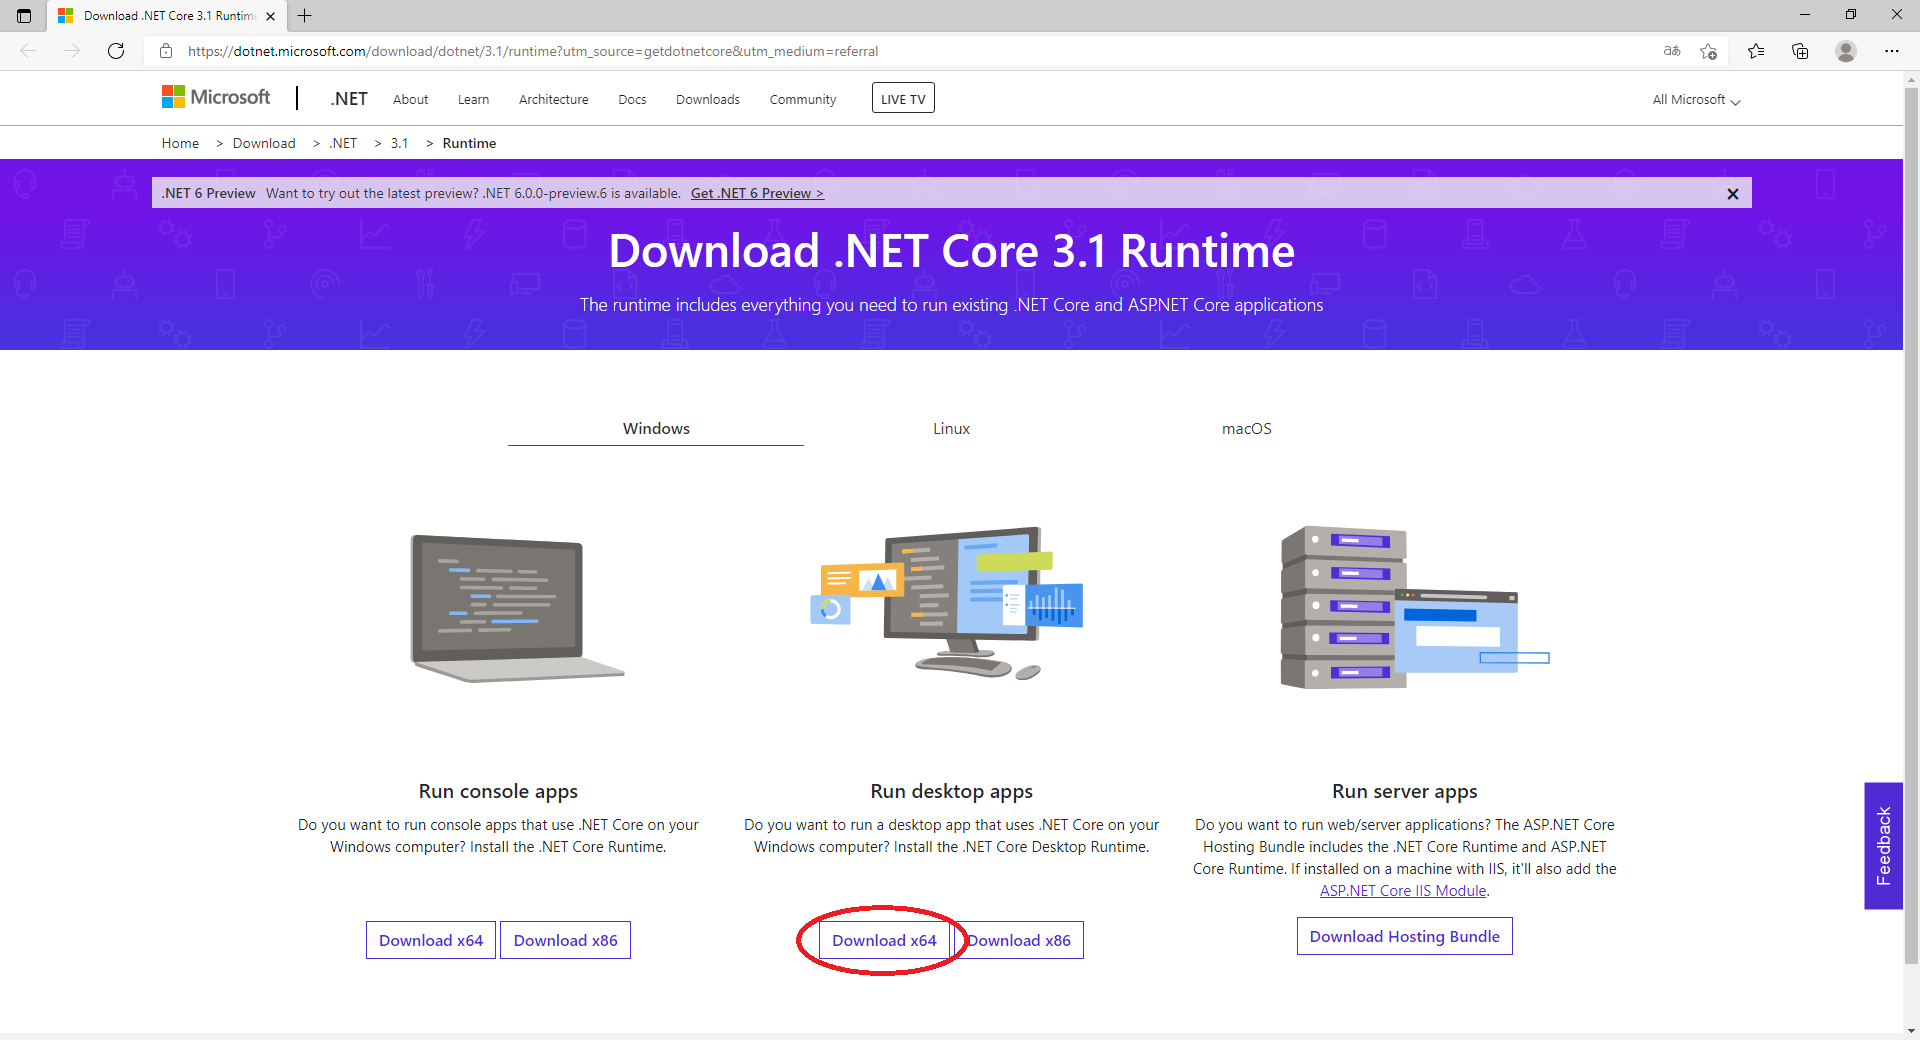 Download .NET Core 3.1 Runtime
https://dotnet.microsoft.com/download/dotnet/3.1/runtime?utm_source=getdotnetcore&utm_medium=referral
aあ
Microsoft .NET About Learn Architecture Docs Downloads Community LIVE TV All Microsoft
Home > Download > .NET > 3.1 > Runtime
.NET 6 Preview Want to try out the latest preview? .NET 6.0.0-preview.6 is available. Get .NET 6 Preview >
Download .NET Core 3.1 Runtime
The runtime includes everything you need to run existing .NET Core and ASP.NET Core applications
Windows Linux macOS
Run console apps
Do you want to run console apps that use .NET Core on your
Windows computer? Install the .NET Core Runtime.
Download x64 Download x86
Run desktop apps
Do you want to run a desktop app that uses .NET Core on your
Windows computer? Install the .NET Core Desktop Runtime.
Download x64 Download x86
Run server apps
Do you want to run web/server applications? The ASP.NET Core
Hosting Bundle includes the .NET Core Runtime and ASP.NET
Core Runtime. If installed on a machine with IIS, it'll also add the
ASP.NET Core IIS Module.
Download Hosting Bundle
Feedback